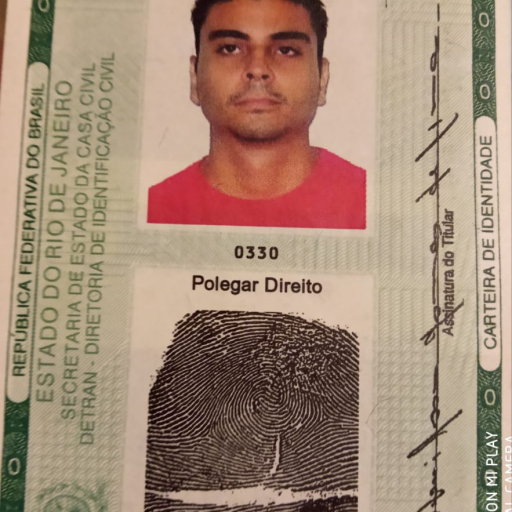 REPÚBLICA FEDERATIVA DO BRASIL
ESTADO DO RIO DE JANEIRO
SECRETARIA DE ESTADO DA CASA CIVIL
DETRAN - DIRETORIA DE IDENTIFICAÇÃO CIVIL
0330
Polegar Direito
Assinatura do Titular
CARTEIRA DE IDENTIDADE
ON MI PLAY
CAMERA